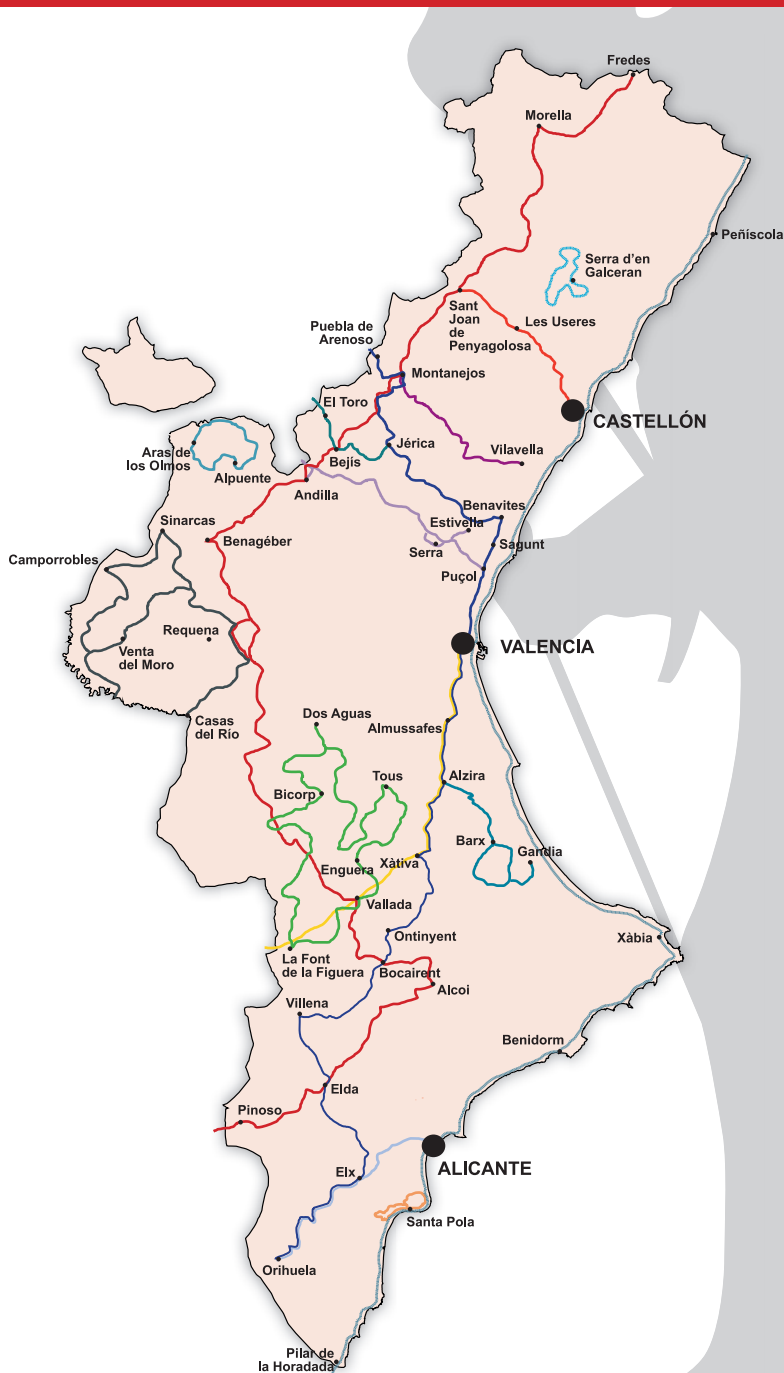 Fredes
Morella
Peñíscola
Serra d'en
Galceran
Sant
Joan
de
Penyagolosa
Les Useres
Puebla de
Arenoso
Montanejos
El Toro
CASTELLÓN
Aras de
los Olmos
Alpuente
Bejís
Jérica
Vilavella
Andilla
Benavites
Sinarcas
Estivella
Benagéber
Serra
Sagunt
Camporrobles
Puçol
Requena
Venta
del Moro
VALENCIA
Casas
del Río
Dos Aguas
Almussafes
Tous
Alzira
Bicorp
Barx
Gandia
Enguera
Xàtiva
Vallada
Ontinyent
Xàbia
La Font
de la Figuera
Bocairent
Alcoi
Villena
Benidorm
Elda
Pinoso
ALICANTE
Elx
Santa Pola
Orihuela
Pilar de
la Horadada